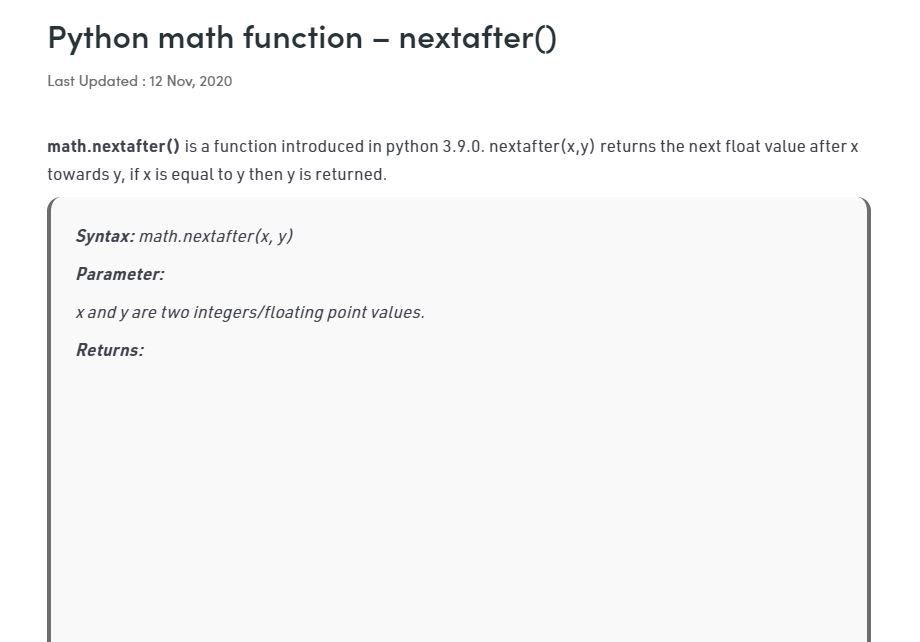 Python math function – nextafter()
Last Updated : 12 Nov, 2020
math.nextafter() is a function introduced in python 3.9.0. nextafter(x,y) returns the next float value after x
towards y, if x is equal to y then y is returned.
Syntax: math.nextafter(x, y)
Parameter:
x and y are two integers/floating point values.
Returns: